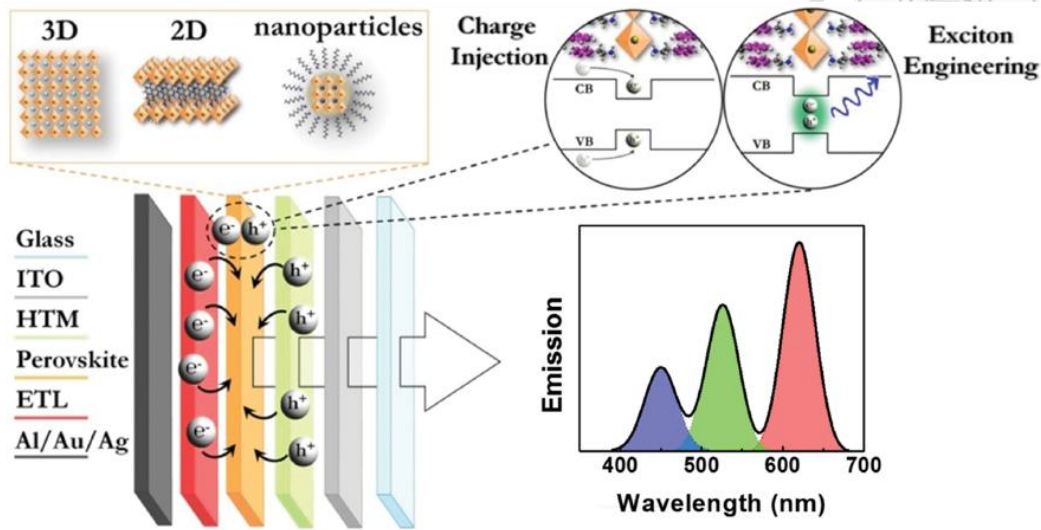 3D
2D
nanoparticles
Charge
Injection
CB
VB
CB
VB
Exciton
Engineering
Glass
ITO
HTM
Perovskite
ETL
Al/Au/Ag
e-
h+
e-
h+
e-
h+
e-
h+
e-
h+
Emission
400
500
600
700
Wavelength (nm)